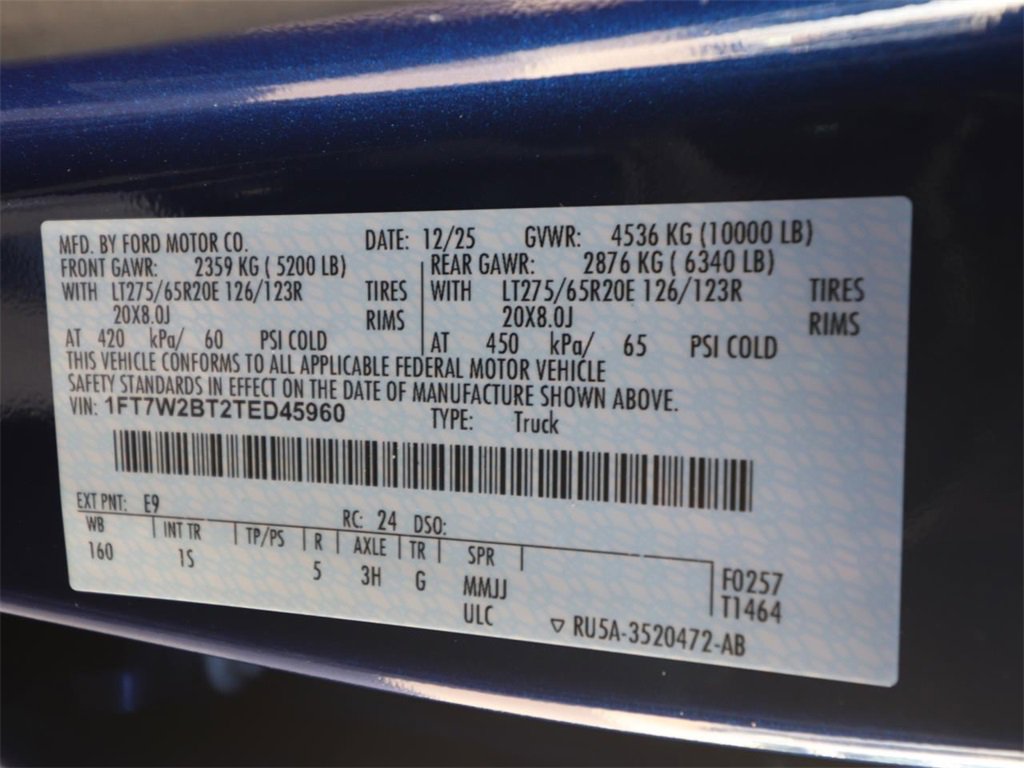 MFD. BY FORD MOTOR CO. DATE: 12/25 GVWR: 4536 KG (10000 LB)
FRONT GAWR: 2359 KG ( 5200 LB) REAR GAWR: 2876 KG ( 6340 LB)
WITH LT275/65R20E 126/123R TIRES WITH LT275/65R20E 126/123R TIRES
20X8.0J RIMS 20X8.0J RIMS
AT 420 kPa/ 60 PSI COLD AT 450 kPa/ 65 PSI COLD
THIS VEHICLE CONFORMS TO ALL APPLICABLE FEDERAL MOTOR VEHICLE
SAFETY STANDARDS IN EFFECT ON THE DATE OF MANUFACTURE SHOWN ABOVE.
VIN: 1FT7W2BT2TED45960 TYPE: Truck
EXT PNT: E9 RC: 24 DSO:
WB INT TR TP/PS R AXLE TR SPR
160 1S 5 3H G MMJJ F0257
ULC T1464
▽ RU5A-3520472-AB